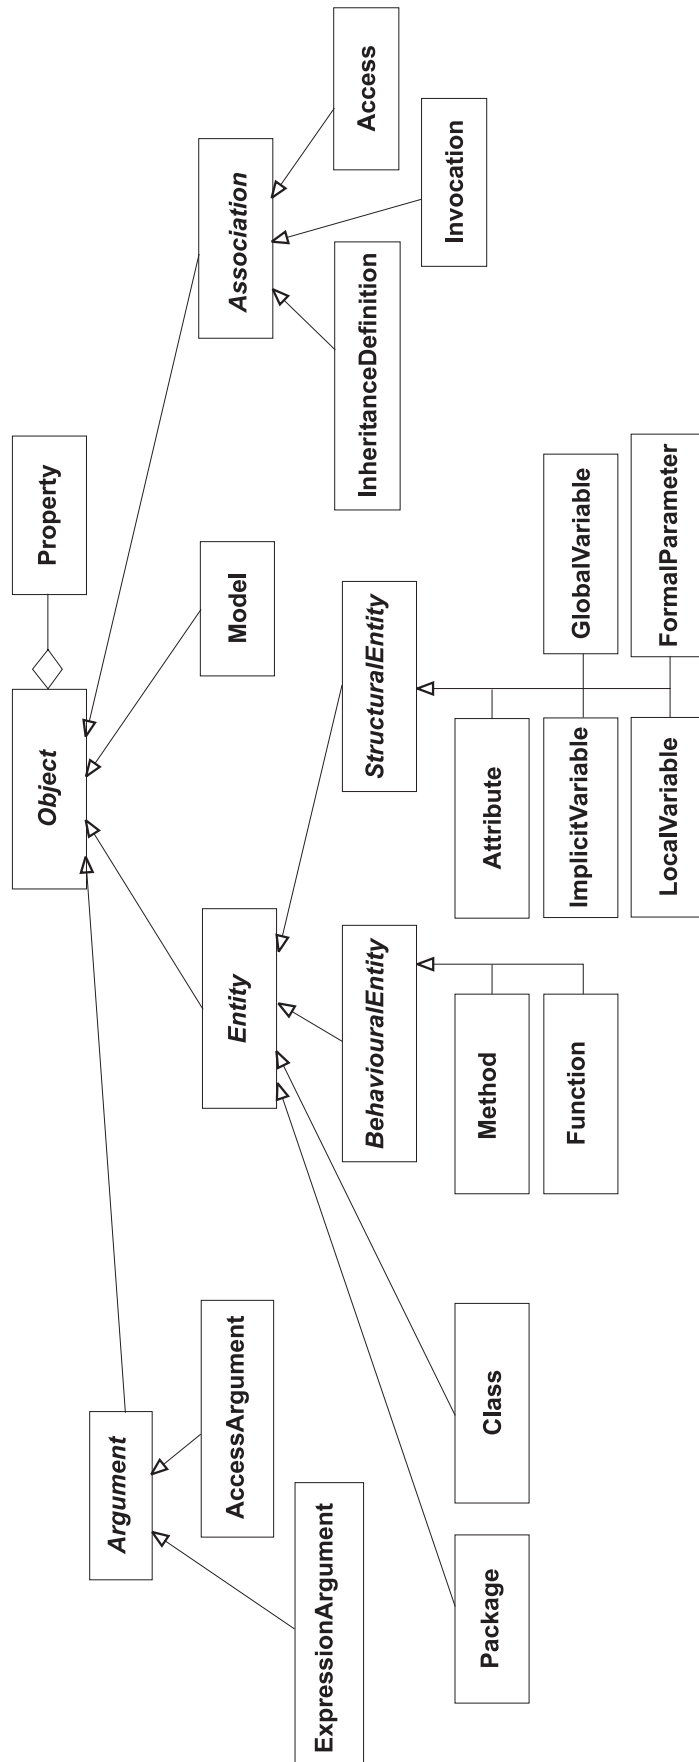 Object
Property
Argument
AccessArgument
Entity
Model
Association
ExpressionArgument
BehaviouralEntity
StructuralEntity
InheritanceDefinition
Access
Invocation
Package
Class
Method
Attribute
Function
ImplicitVariable
GlobalVariable
LocalVariable
FormalParameter